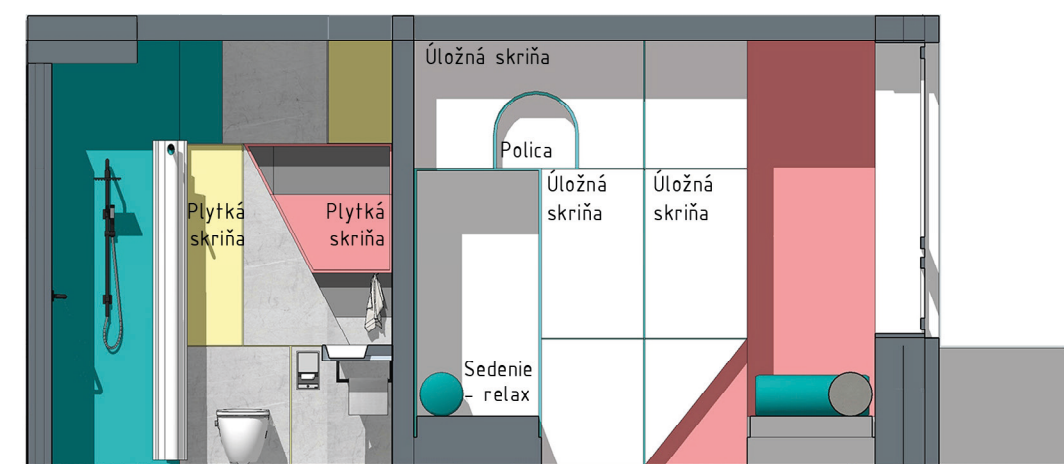 Úložná skriňa
Polica
Úložná
skriňa
Úložná
skriňa
Plytká
skriňa
Plytká
skriňa
Sedenie
- relax